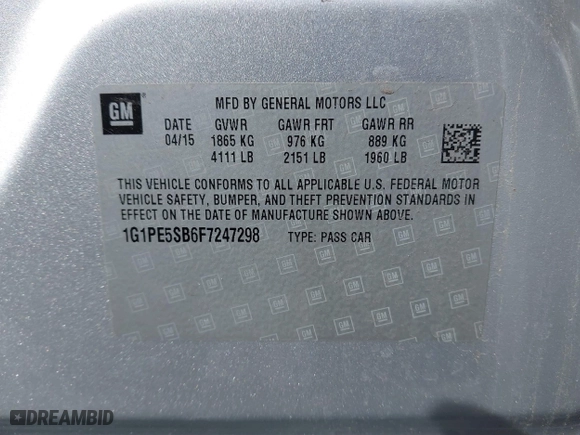 GM
MFD BY GENERAL MOTORS LLC
DATE GVWR GAWR FRT GAWR RR
04/15 1865 KG 976 KG 889 KG
4111 LB 2151 LB 1960 LB
THIS VEHICLE CONFORMS TO ALL APPLICABLE U.S. FEDERAL MOTOR
VEHICLE SAFETY, BUMPER, AND THEFT PREVENTION STANDARDS IN
EFFECT ON THE DATE OF MANUFACTURE SHOWN ABOVE.
1G1PE5SB6F7247298 TYPE: PASS CAR
DREAMBID